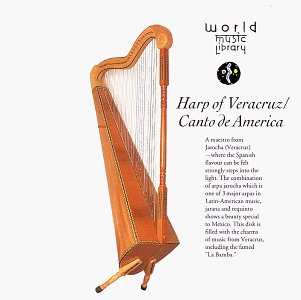 world
music
library
Harp of Veracruz/
Canto de America
A maestro from
Jarocha (Veracrus)
—where the Spanish
flavour can be felt
strongly steps into the
light. The combination
of arpa jarocha which is
one of 3 major arpas in
Latin-American music,
jarana and requinto
shows a beauty special
to Mexico. This disk is
filled with the charms
of music from Veracrus,
including the famed
"La Bamba."